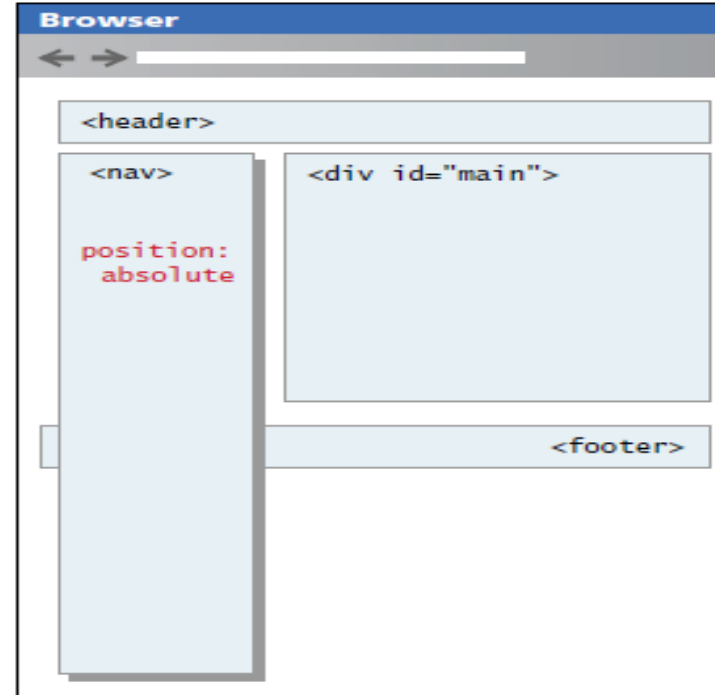 Browser
<header>
<nav>
<div id="main">
position:
absolute
<footer>